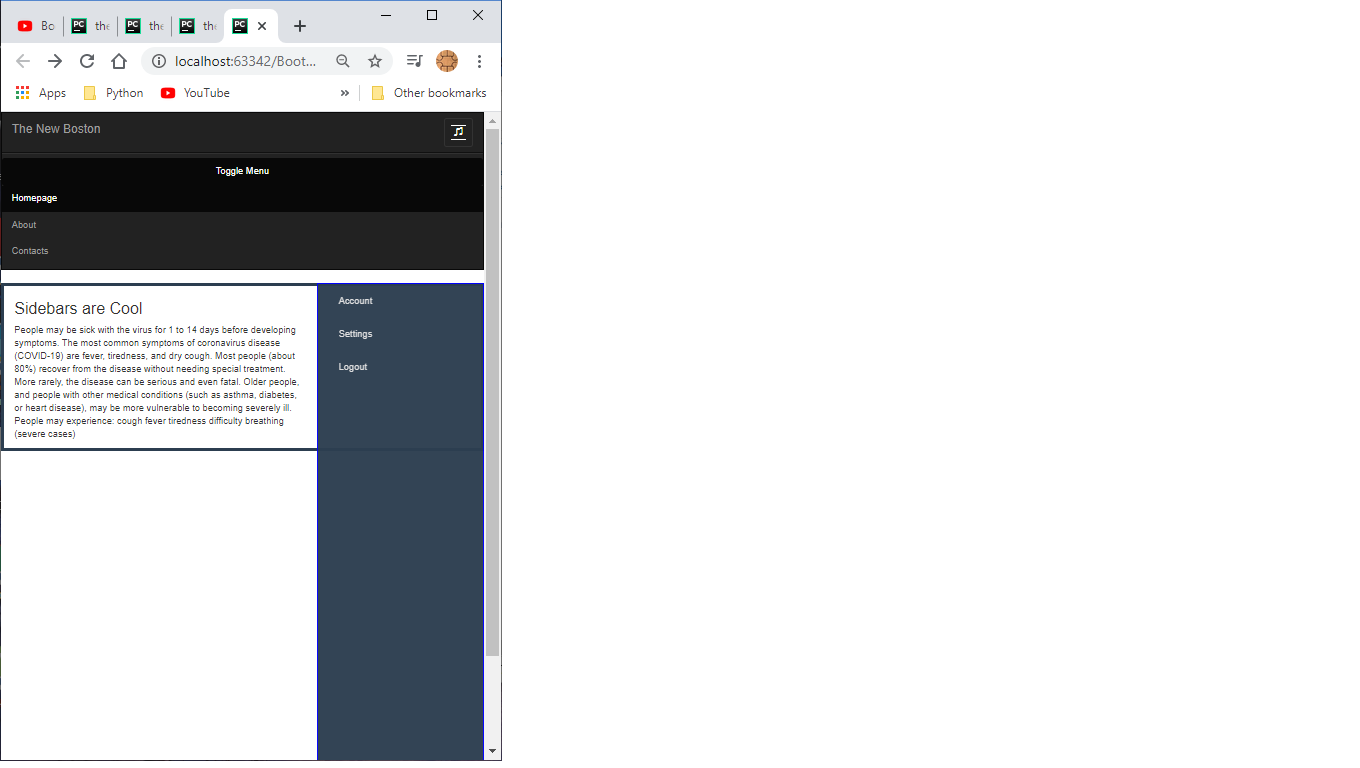 Bo
the
the
the
localhost:63342/Boot...
Apps
Python
YouTube
»
Other bookmarks
The New Boston
Toggle Menu
Homepage
About
Contacts
Sidebars are Cool
People may be sick with the virus for 1 to 14 days before developing
symptoms. The most common symptoms of coronavirus disease
(COVID-19) are fever, tiredness, and dry cough. Most people (about
80%) recover from the disease without needing special treatment.
More rarely, the disease can be serious and even fatal. Older people,
and people with other medical conditions (such as asthma, diabetes,
or heart disease), may be more vulnerable to becoming severely ill.
People may experience: cough fever tiredness difficulty breathing
(severe cases)
Account
Settings
Logout